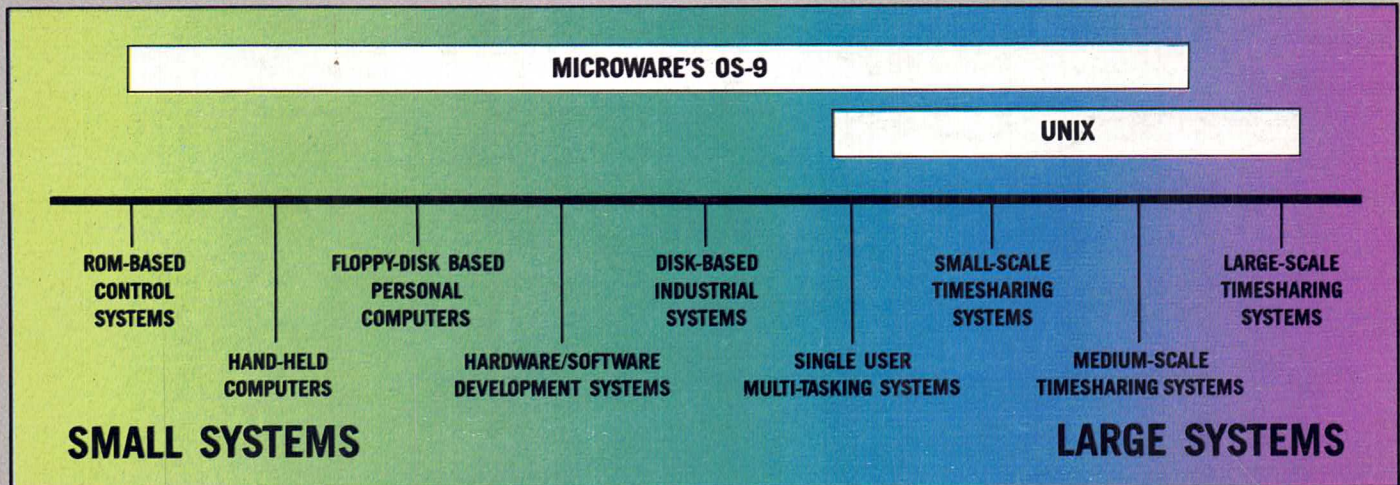 MICROWARE'S OS-9
UNIX
ROM-BASED
CONTROL
SYSTEMS
HAND-HELD
COMPUTERS
FLOPPY-DISK BASED
PERSONAL
COMPUTERS
HARDWARE/SOFTWARE
DEVELOPMENT SYSTEMS
DISK-BASED
INDUSTRIAL
SYSTEMS
SINGLE USER
MULTI-TASKING SYSTEMS
SMALL-SCALE
TIMESHARING
SYSTEMS
MEDIUM-SCALE
TIMESHARING SYSTEMS
LARGE-SCALE
TIMESHARING
SYSTEMS
SMALL SYSTEMS
LARGE SYSTEMS